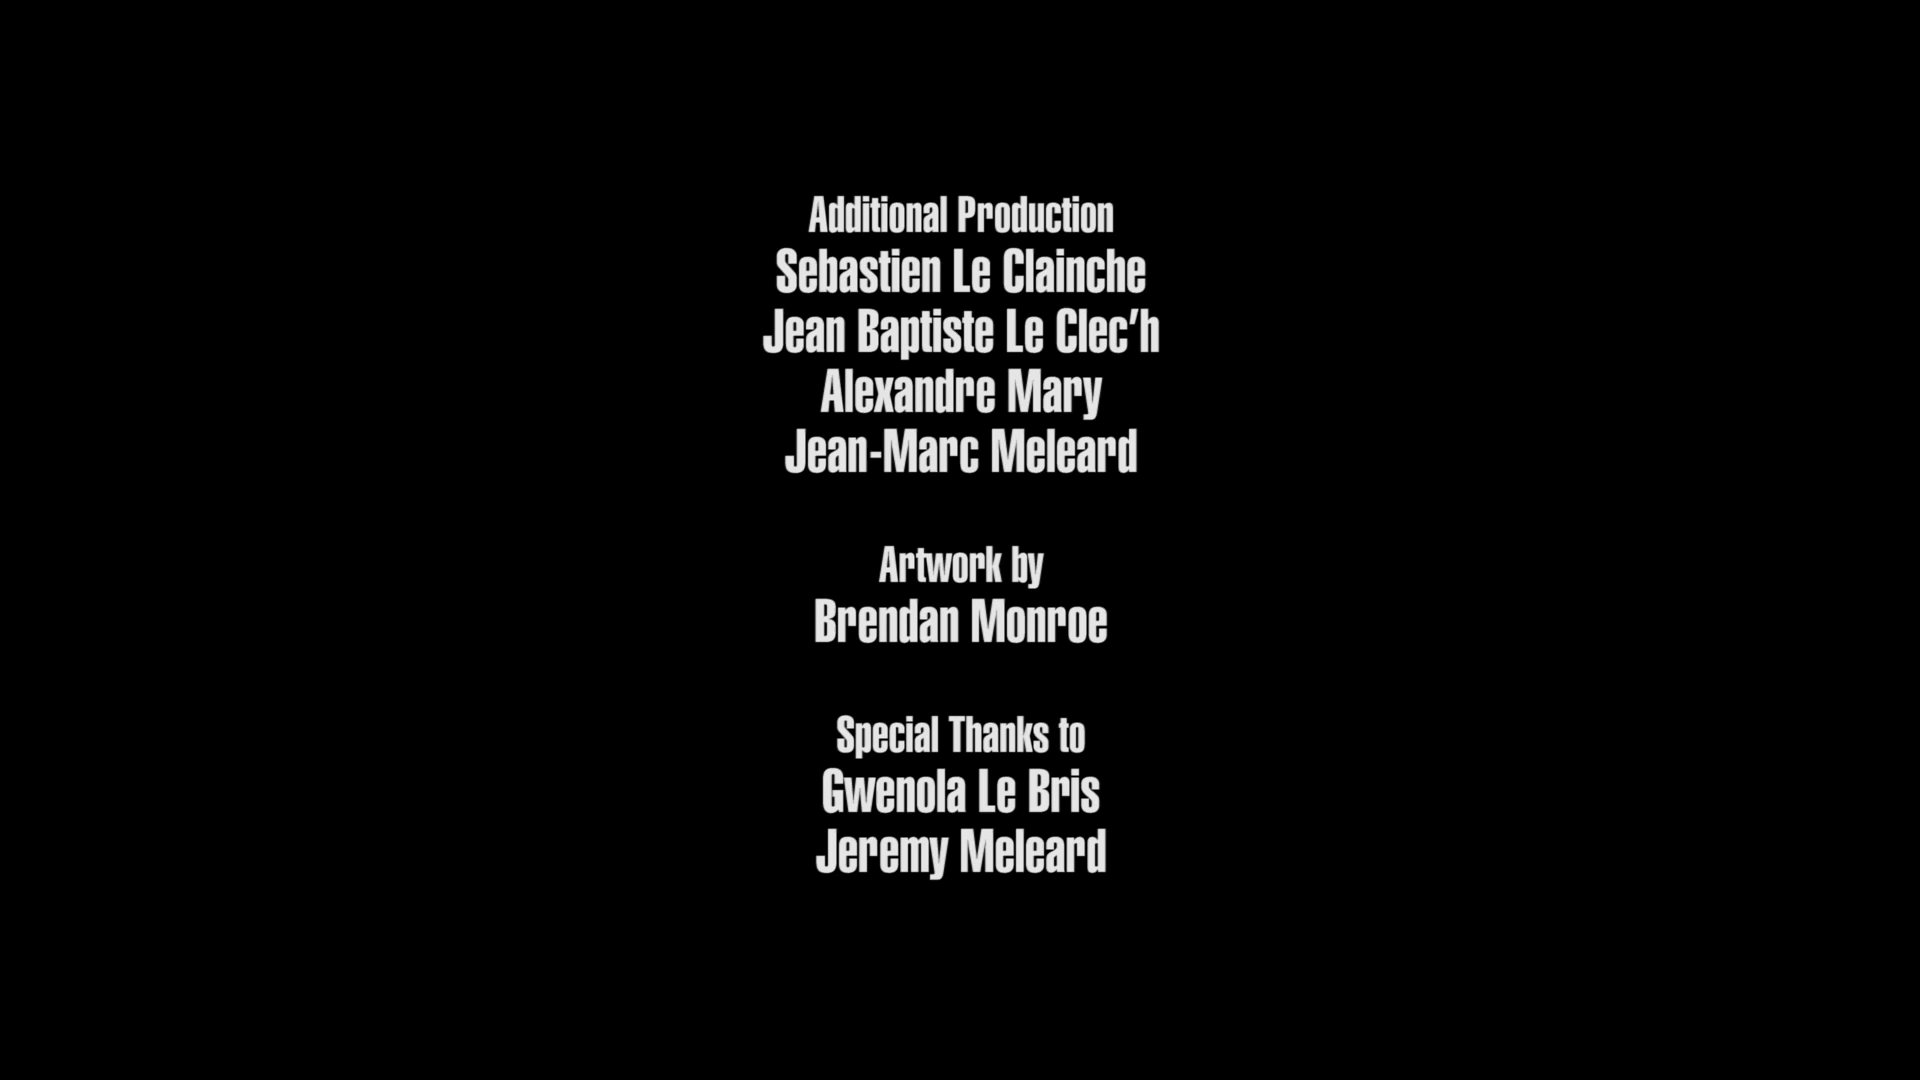 Additional Production
Sebastien Le Clainche
Jean Baptiste Le Clec’h
Alexandre Mary
Jean-Marc Meleard
Artwork by
Brendan Monroe
Special Thanks to
Gwenola Le Bris
Jeremy Meleard